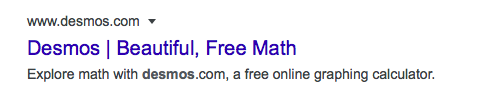 www.desmos.com
Desmos | Beautiful, Free Math
Explore math with desmos.com, a free online graphing calculator.